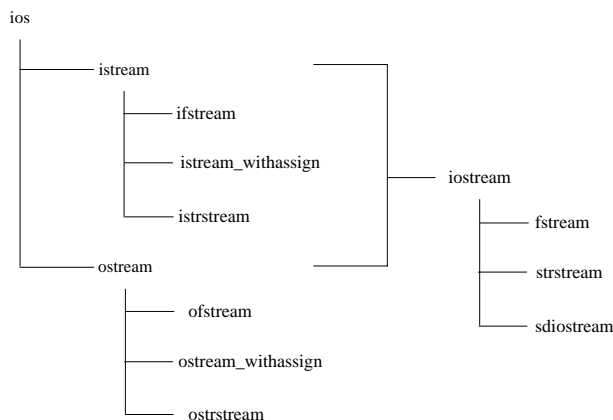 ios
istream
ifstream
istream_withassign
istrstream
ostream
ofstream
ostream_withassign
ostrstream
iostream
fstream
strstream
sdiostream